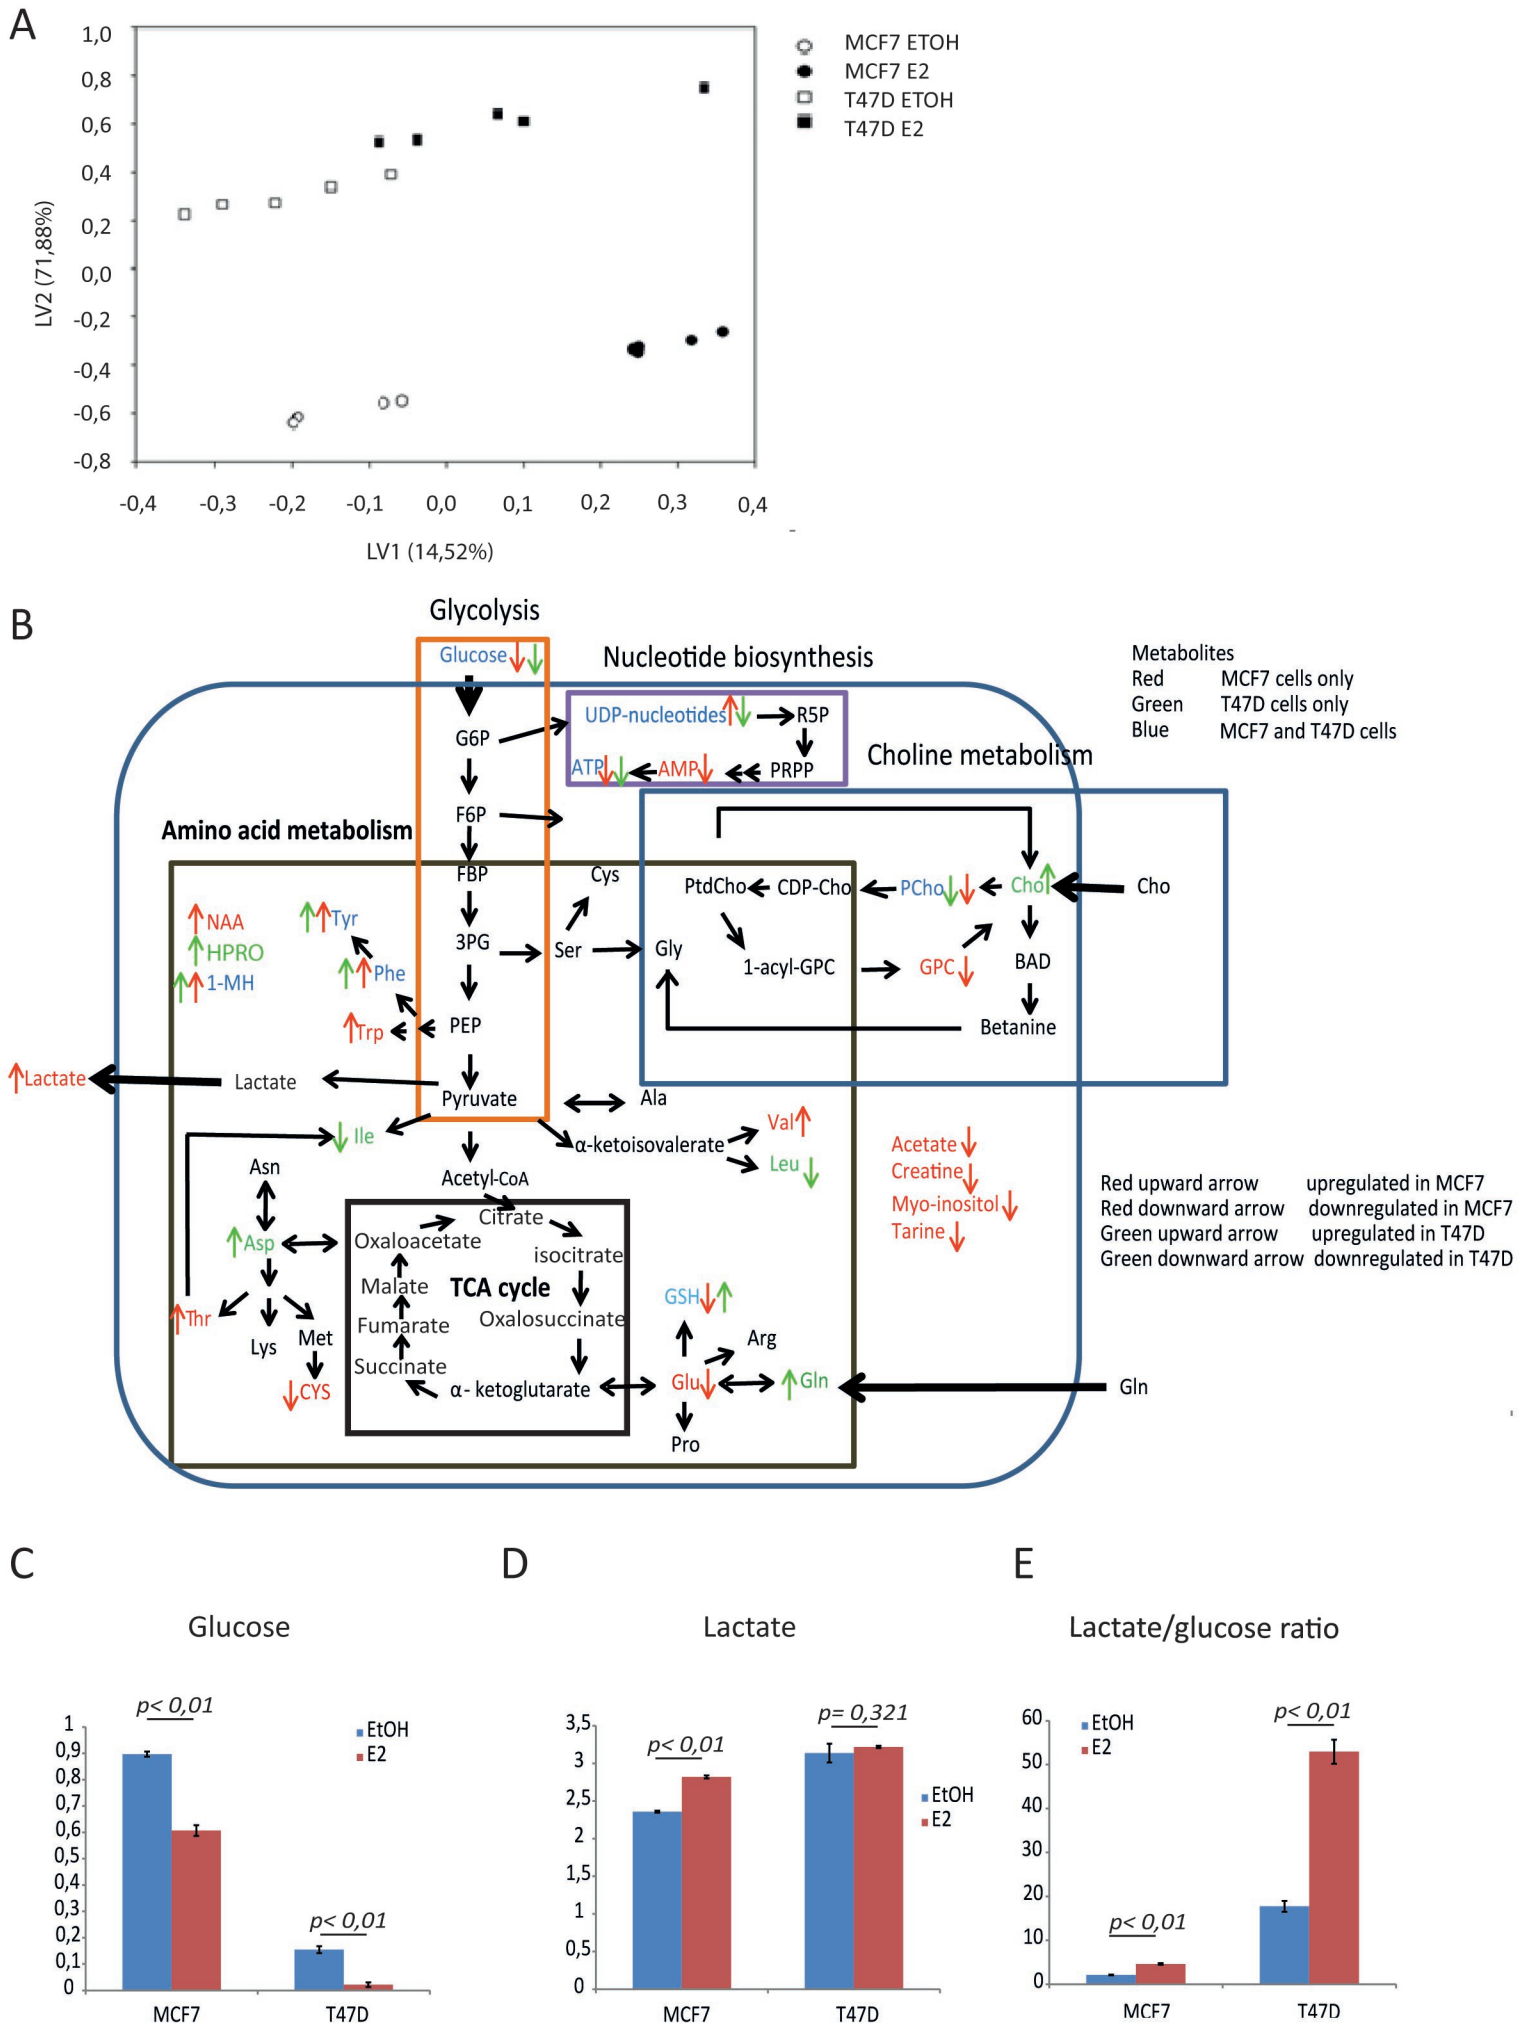 A
1,0
0,8
0,6
0,4
0,2
0,0
-0,2
-0,4
-0,6
-0,8
LV2 (71,88%)
-0,4 -0,3 -0,2 -0,1 0,0 0,1 0,2 0,3 0,4
LV1 (14,52%)
MCF7 ETOH
MCF7 E2
T47D ETOH
T47D E2
B
Glycolysis
Glucose
Nucleotide biosynthesis
Metabolites
Red MCF7 cells only
Green T47D cells only
Blue MCF7 and T47D cells
UDP-nucleotides R5P
G6P
ATP AMP PRPP
Choline metabolism
F6P
Amino acid metabolism
FBP
Cys
PtdCho CDP-Cho PCho Cho Cho
NAA
Tyr
HPRO
3PG Ser Gly
1-acyl-GPC GPC BAD
1-MH
Phe
Trp
PEP
Betanine
Lactate Lactate
Pyruvate
Ala
Val
Ile
α-ketoisovalerate
Leu
Acetate
Creatine
Myo-inositol
Tarine
Asn
Acetyl-CoA
Red upward arrow upregulated in MCF7
Red downward arrow downregulated in MCF7
Green upward arrow upregulated in T47D
Green downward arrow downregulated in T47D
Citrate
Asp
Oxaloacetate
isocitrate
Malate
TCA cycle
GSH
Thr
Fumarate
Oxalosuccinate
Lys
Met
Arg
Succinate
CYS
α- ketoglutarate
Glu
Gln
Gln
Pro
C
Glucose
p< 0,01
1
0,9
0,8
0,7
0,6
0,5
0,4
0,3
0,2
0,1
0
EtOH
E2
p< 0,01
MCF7 T47D
D
Lactate
3,5
3
2,5
2
1,5
1
0,5
0
p< 0,01
p= 0,321
EtOH
E2
MCF7 T47D
E
Lactate/glucose ratio
60
50
40
30
20
10
0
EtOH
E2
p< 0,01
p< 0,01
MCF7 T47D